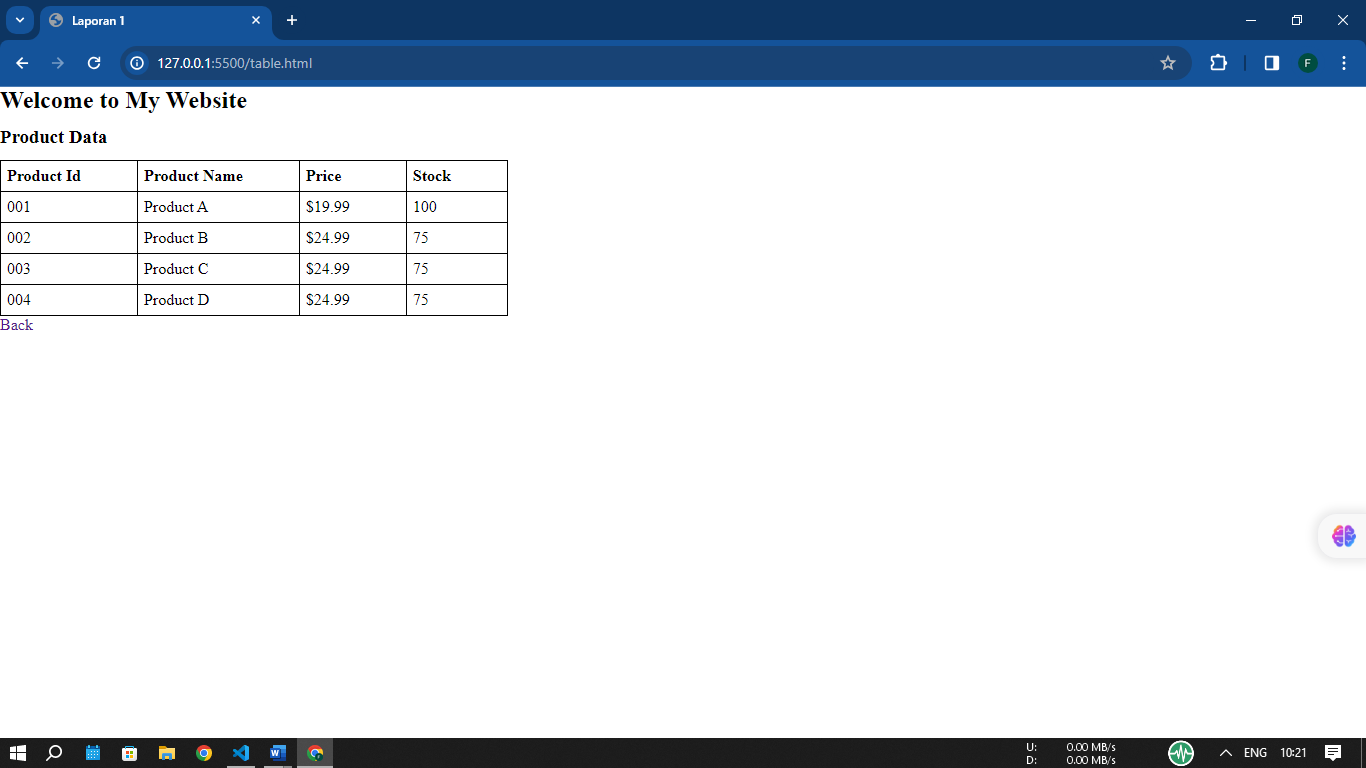 Laporan 1
127.0.0.1:5500/table.html
F
Welcome to My Website
Product Data
Product Id Product Name Price Stock
001 Product A $19.99 100
002 Product B $24.99 75
003 Product C $24.99 75
004 Product D $24.99 75
Back
U: 0.00 MB/s
D: 0.00 MB/s
ENG 10:21